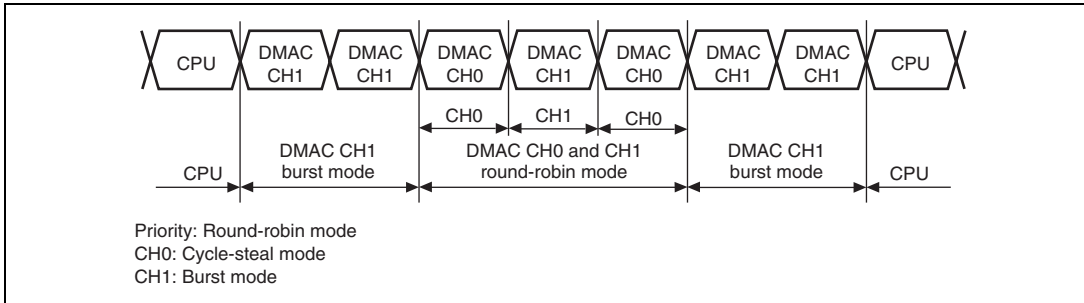 CPU DMAC CH1 DMAC CH1 DMAC CH0 DMAC CH1 DMAC CH0 DMAC CH1 DMAC CH1 CPU
CH0 CH1 CH0
CPU DMAC CH1 burst mode DMAC CH0 and CH1 round-robin mode DMAC CH1 burst mode CPU
Priority: Round-robin mode
CH0: Cycle-steal mode
CH1: Burst mode